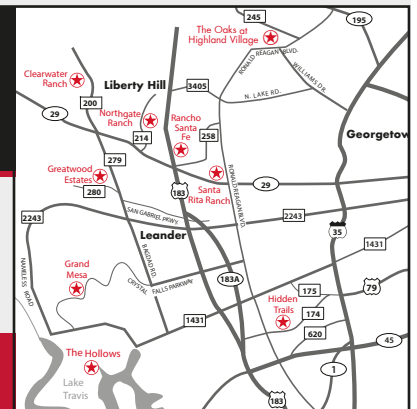 245
195
The Oaks at
Highland Village
RONALD REAGAN BLVD.
WILLIAMS DR.
Clearwater
Ranch
Liberty Hill
3405
N. LAKE RD.
200
29
Northgate
Ranch
214
Rancho
Santa
Fe
258
Georgetow
279
Greatwood
Estates
280
183
Santa
Rita Ranch
29
RONALD REAGAN BLVD.
2243
SAN GABRIEL PKWY
2243
35
Leander
1431
NAMELESS ROAD
BAGDAD RD
Grand
Mesa
CRYSTAL FALLS PARKWAY
183A
175
79
Hidden
Trails
174
1431
620
45
The Hollows
1
Lake
Travis
183